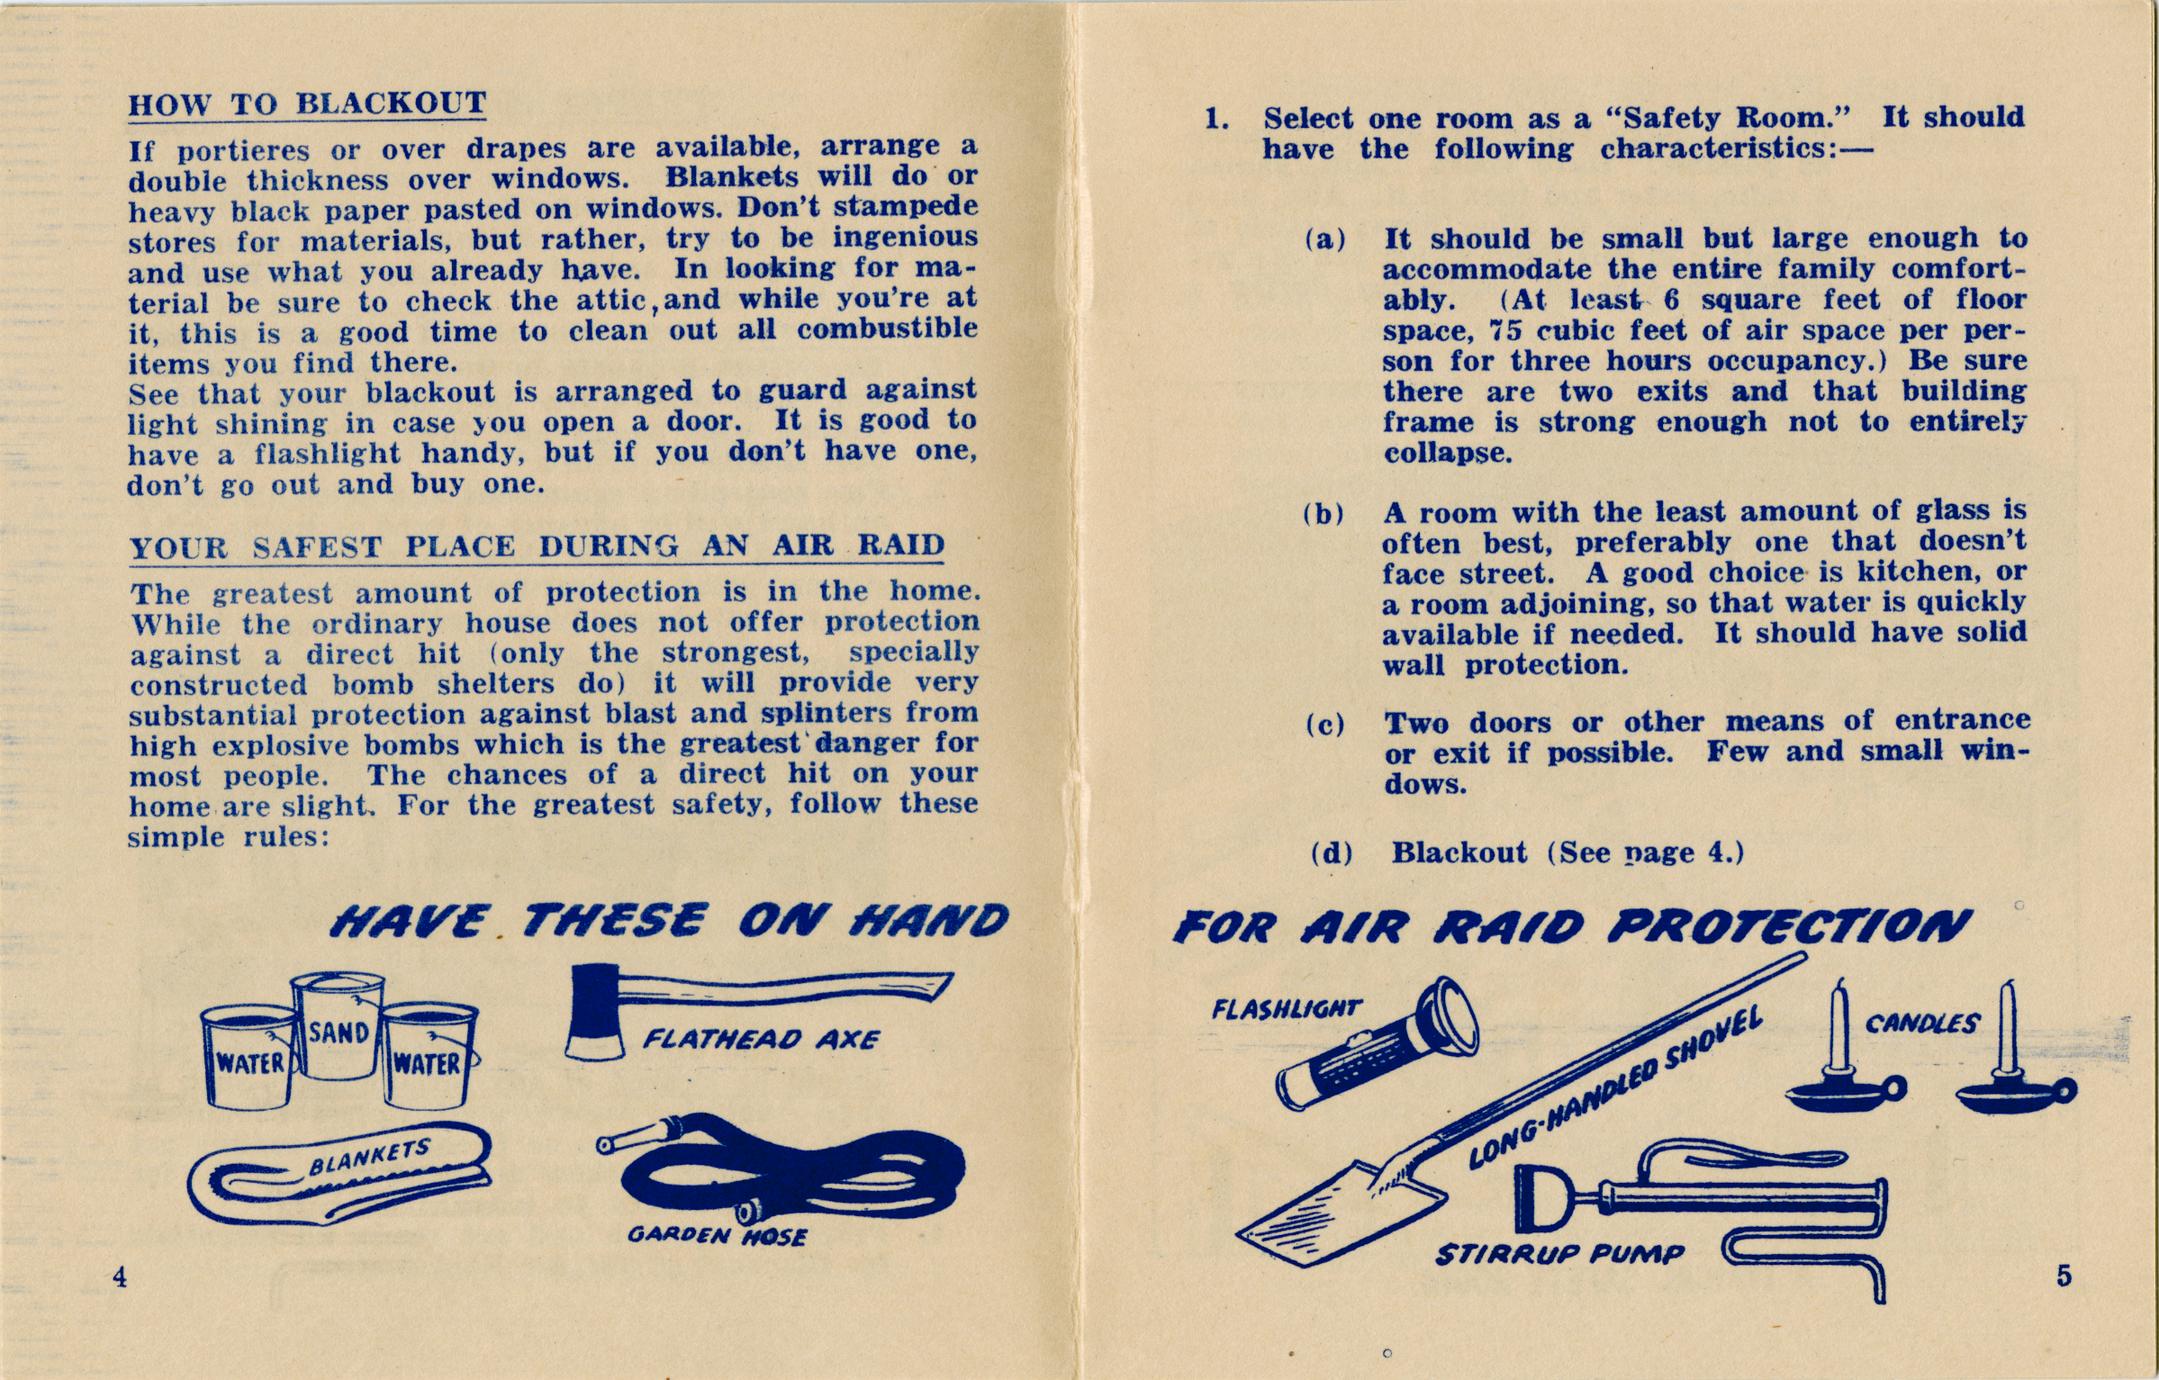 HOW TO BLACKOUT
If portieres or over drapes are available, arrange a
double thickness over windows. Blankets will do or
heavy black paper pasted on windows. Don't stampede
stores for materials, but rather, try to be ingenious
and use what you already have. In looking for ma-
terial be sure to check the attic, and while you're at
it, this is a good time to clean out all combustible
items you find there.
See that your blackout is arranged to guard against
light shining in case you open a door. It is good to
have a flashlight handy, but if you don't have one,
don't go out and buy one.
YOUR SAFEST PLACE DURING AN AIR RAID
The greatest amount of protection is in the home.
While the ordinary house does not offer protection
against a direct hit (only the strongest, specially
constructed bomb shelters do) it will provide very
substantial protection against blast and splinters from
high explosive bombs which is the greatest danger for
most people. The chances of a direct hit on your
home are slight. For the greatest safety, follow these
simple rules:
HAVE THESE ON HAND
WATER
SAND
WATER
FLATHEAD AXE
BLANKETS
GARDEN HOSE
4
1. Select one room as a “Safety Room.” It should
have the following characteristics:—
(a) It should be small but large enough to
accommodate the entire family comfort-
ably. (At least 6 square feet of floor
space, 75 cubic feet of air space per per-
son for three hours occupancy.) Be sure
there are two exits and that building
frame is strong enough not to entirely
collapse.
(b) A room with the least amount of glass is
often best, preferably one that doesn't
face street. A good choice is kitchen, or
a room adjoining, so that water is quickly
available if needed. It should have solid
wall protection.
(c) Two doors or other means of entrance
or exit if possible. Few and small win-
dows.
(d) Blackout (See page 4.)
FOR AIR RAID PROTECTION
FLASHLIGHT
LONG-HANDLED SHOVEL
CANDLES
STIRRUP PUMP
5